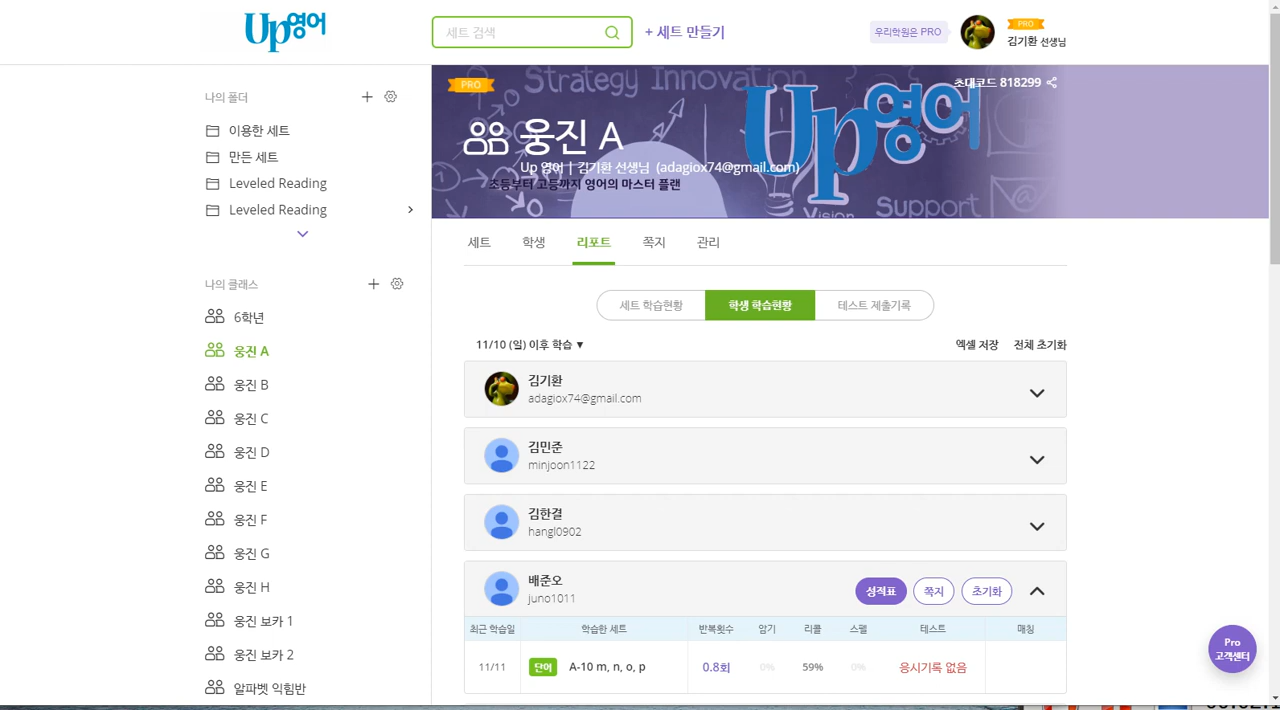 Up영어
세트 검색
+ 세트 만들기
우리학원은 PRO
PRO
김기환 선생님
나의 폴더
이용한 세트
만든 세트
Leveled Reading
Leveled Reading
나의 클래스
6학년
웅진 A
웅진 B
웅진 C
웅진 D
웅진 E
웅진 F
웅진 G
웅진 H
웅진 보카 1
웅진 보카 2
알파벳 익힘반
PRO
Strategy Innovation
초대코드 818299
Up영어
웅진 A
Up 영어 | 김기환 선생님 (adagiox74@gmail.com)
초등부터 고등까지 영어의 마스터 플랜
Vision
Support
세트 학생 리포트 쪽지 관리
세트 학습현황 학생 학습현황 테스트 제출기록
11/10 (일) 이후 학습 ▼ 엑셀 저장 전체 초기화
김기환
adagiox74@gmail.com
김민준
minjoon1122
김한결
hangl0902
배준오
juno1011
성적표 쪽지 초기화
최근 학습일 학습한 세트 반복횟수 암기 리콜 스펠 테스트 매칭
11/11 단어 A-10 m, n, o, p 0.8회 0% 59% 0% 응시기록 없음
Pro
고객센터